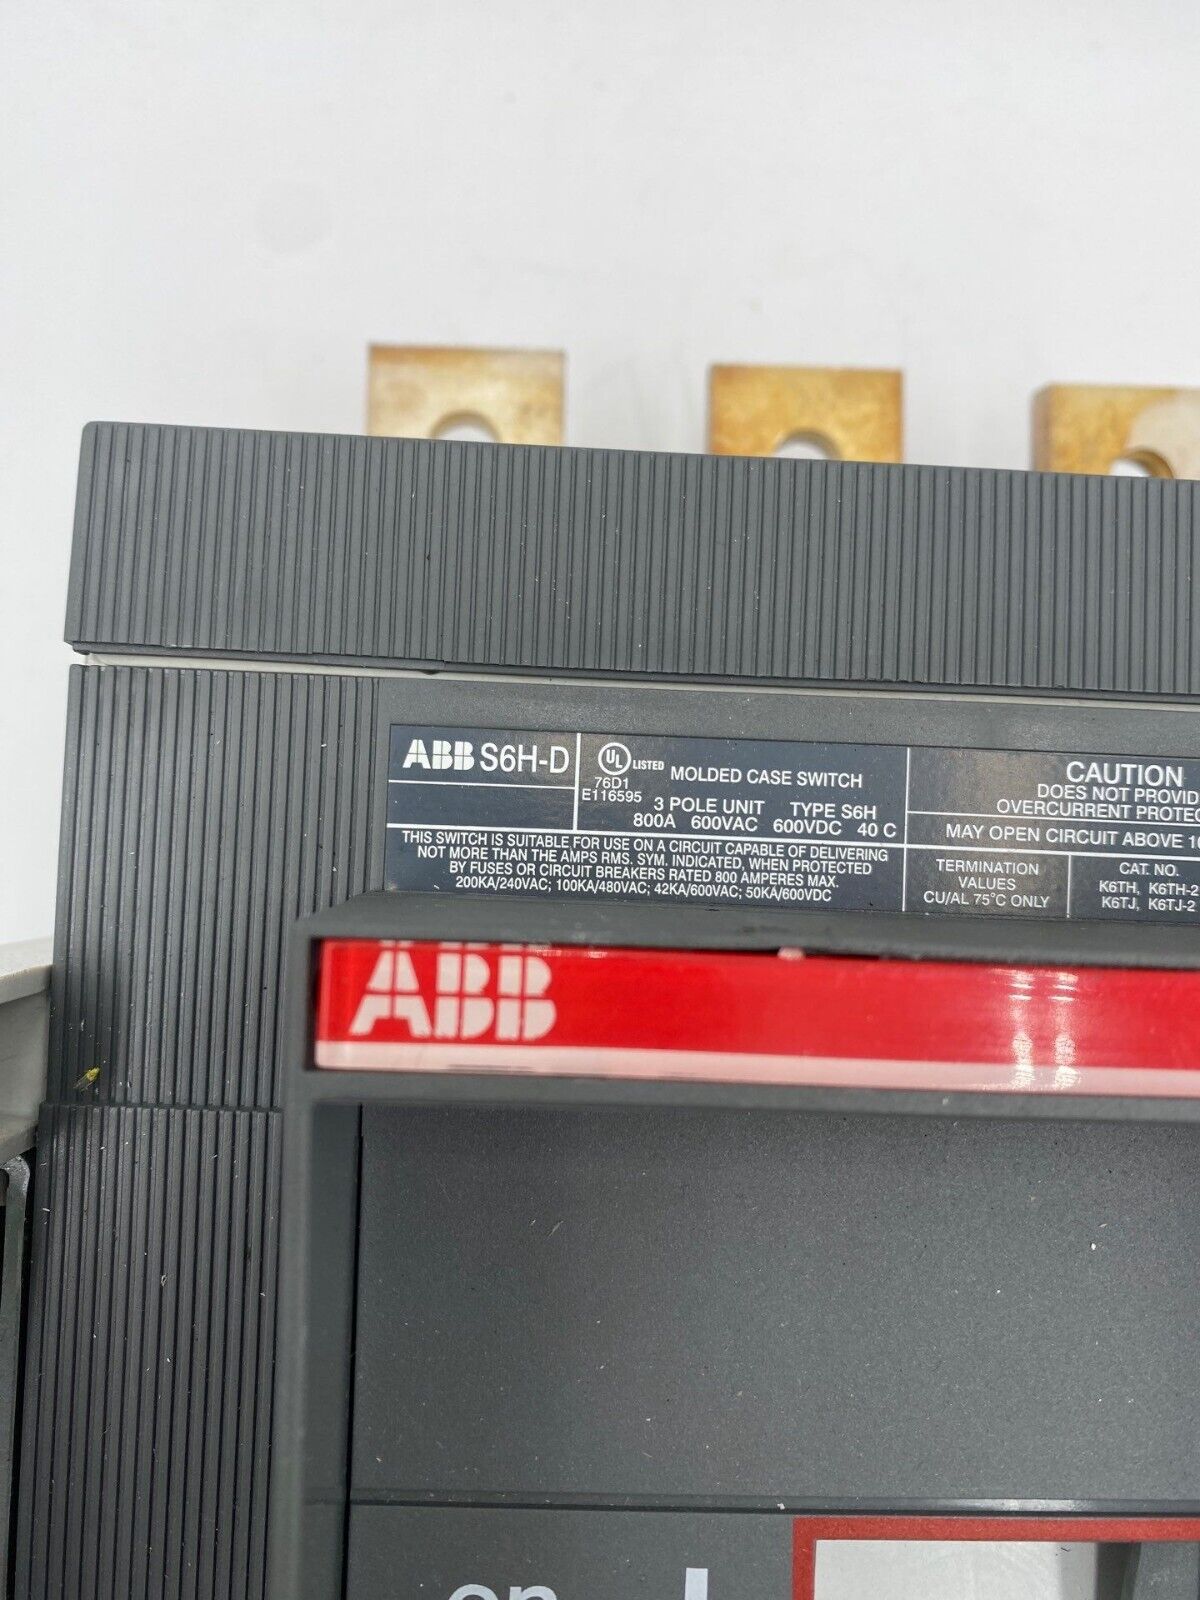 ABB S6H-D
UL LISTED
76D1
E116595
MOLDED CASE SWITCH
3 POLE UNIT TYPE S6H
800A 600VAC 600VDC 40 C
THIS SWITCH IS SUITABLE FOR USE ON A CIRCUIT CAPABLE OF DELIVERING
NOT MORE THAN THE AMPS RMS. SYM. INDICATED, WHEN PROTECTED
BY FUSES OR CIRCUIT BREAKERS RATED 800 AMPERES MAX.
200KA/240VAC; 100KA/480VAC; 42KA/600VAC; 50KA/600VDC
CAUTION
DOES NOT PROVID
OVERCURRENT PROTEC
MAY OPEN CIRCUIT ABOVE 10
TERMINATION
VALUES
CU/AL 75°C ONLY
CAT. NO.
K6TH, K6TH-2
K6TJ, K6TJ-2
ABB
on